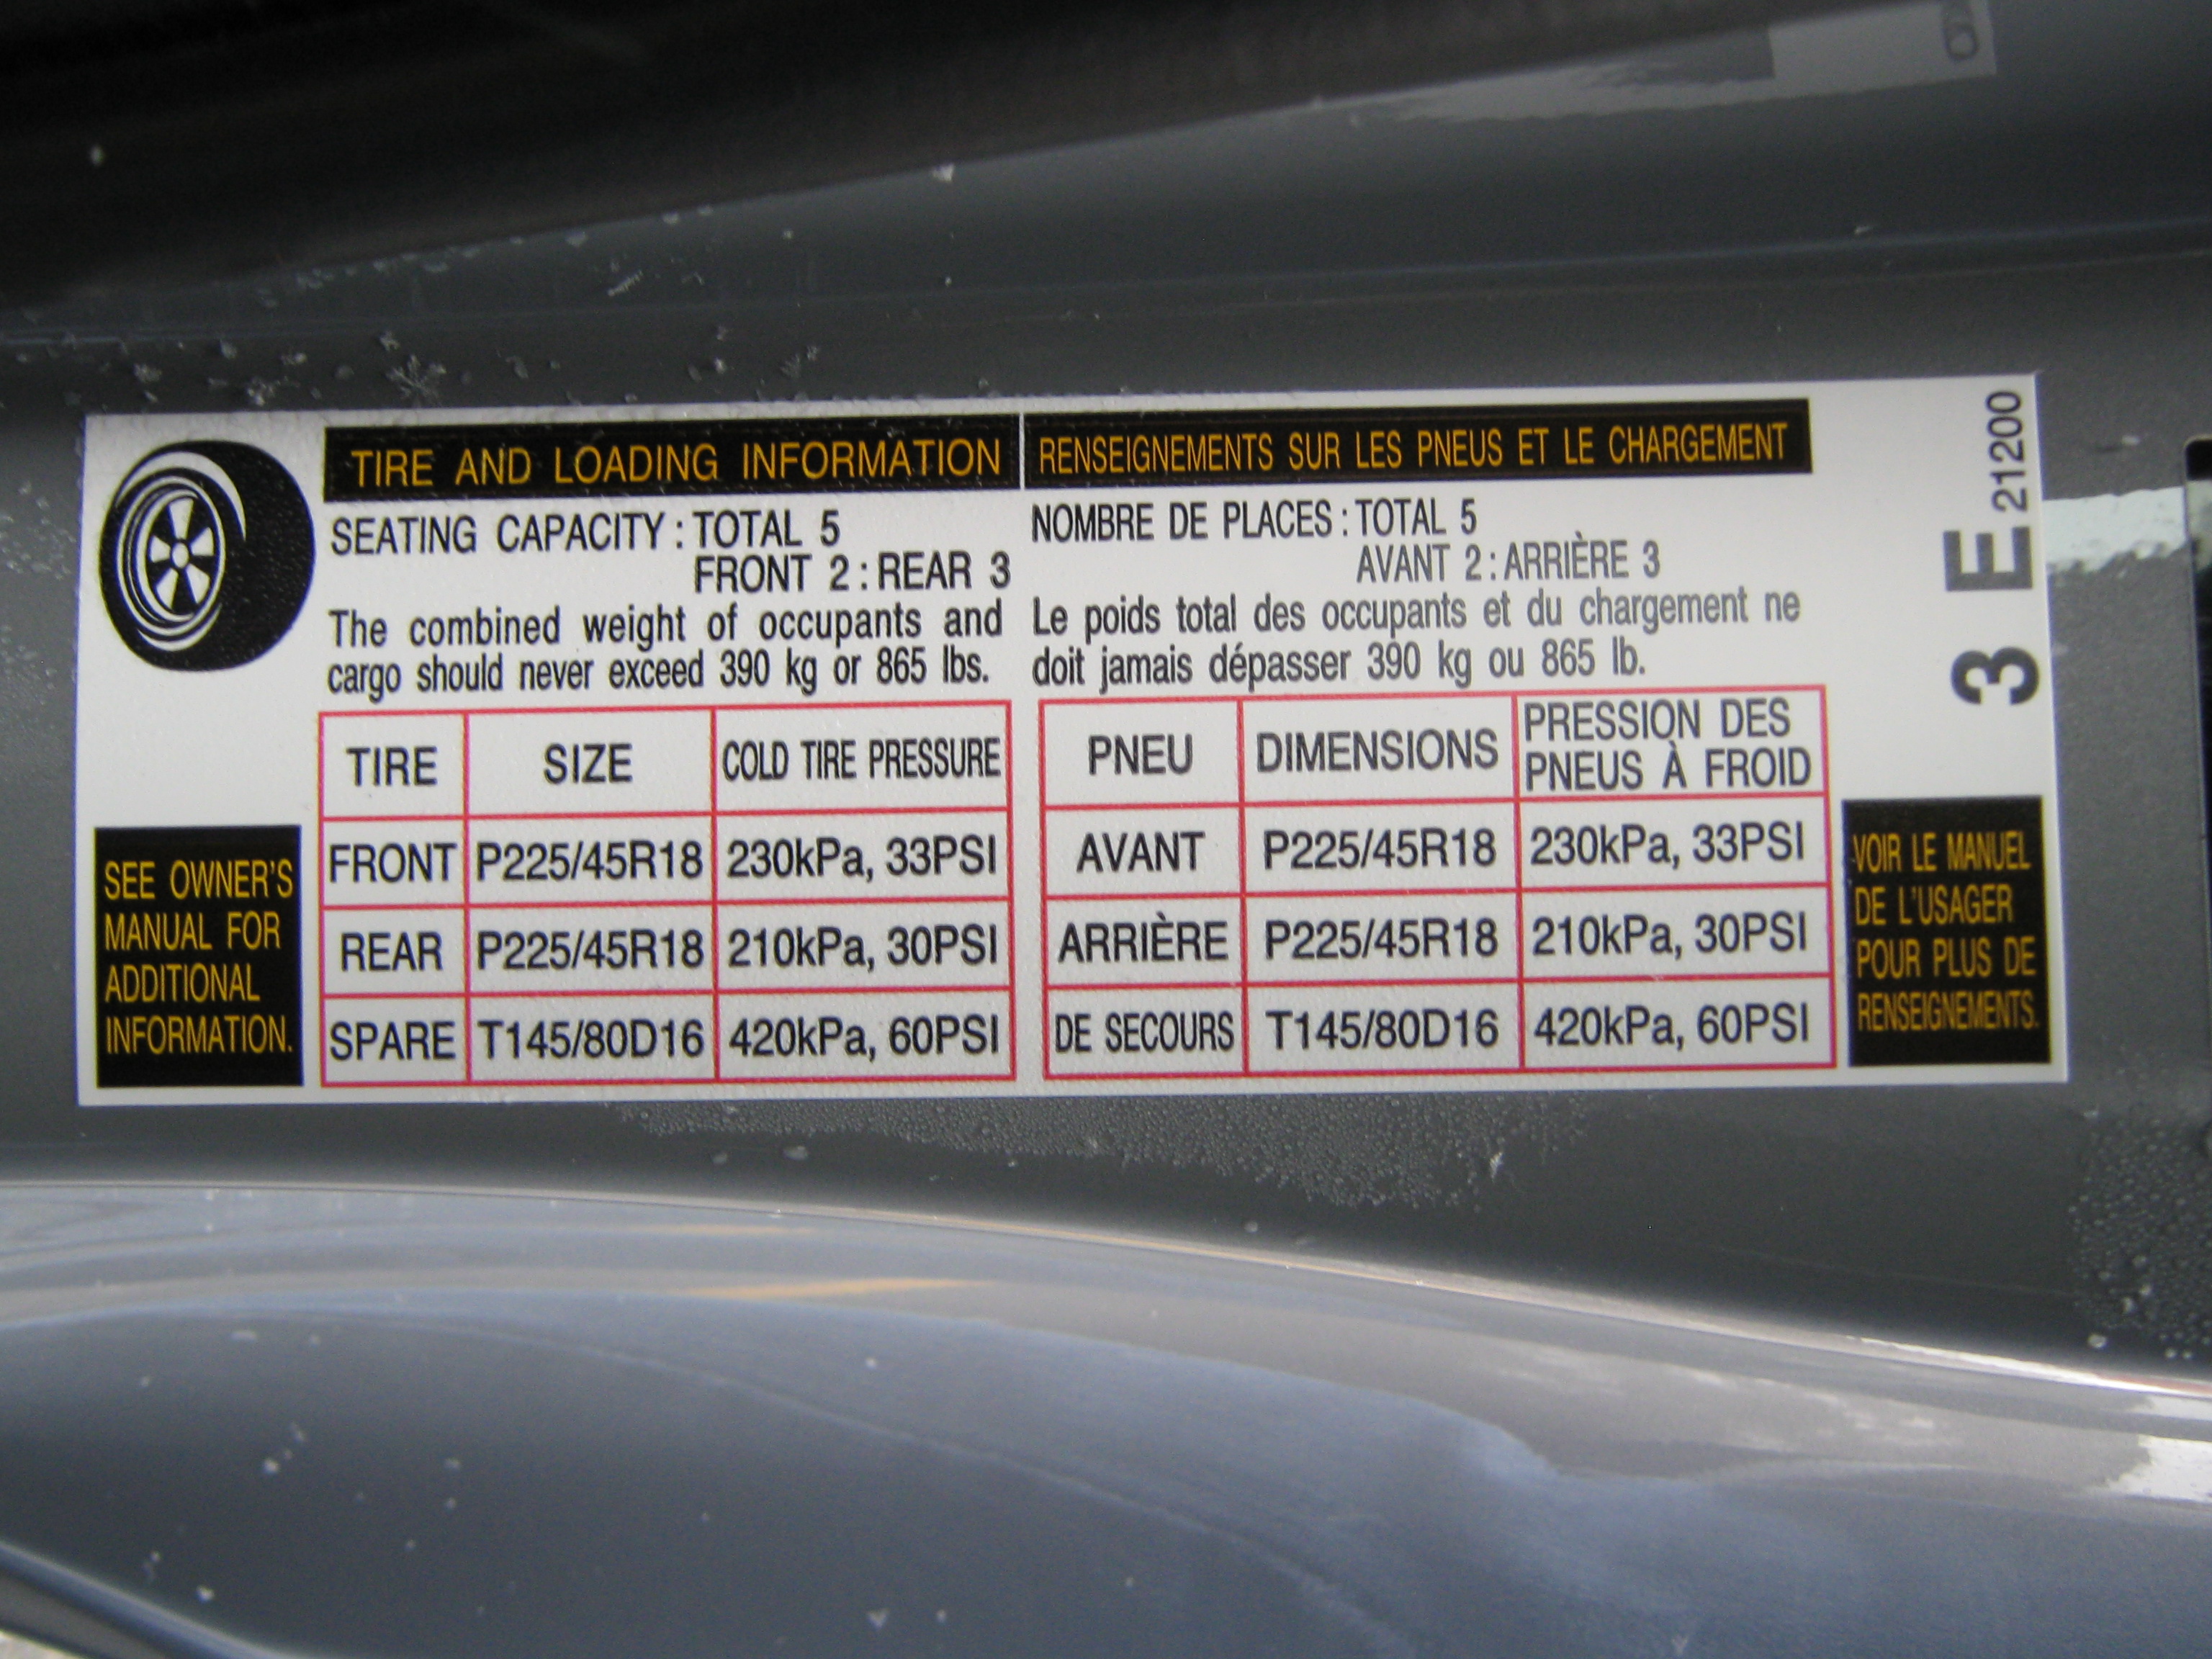 TIRE AND LOADING INFORMATION
SEATING CAPACITY : TOTAL 5
FRONT 2 : REAR 3
The combined weight of occupants and
cargo should never exceed 390 kg or 865 lbs.
TIRE SIZE COLD TIRE PRESSURE
FRONT P225/45R18 230kPa, 33PSI
REAR P225/45R18 210kPa, 30PSI
SPARE T145/80D16 420kPa, 60PSI
SEE OWNER'S
MANUAL FOR
ADDITIONAL
INFORMATION.
RENSEIGNEMENTS SUR LES PNEUS ET LE CHARGEMENT
NOMBRE DE PLACES : TOTAL 5
AVANT 2 : ARRIÈRE 3
Le poids total des occupants et du chargement ne
doit jamais dépasser 390 kg ou 865 lb.
PNEU DIMENSIONS PRESSION DES
PNEUS À FROID
AVANT P225/45R18 230kPa, 33PSI
ARRIÈRE P225/45R18 210kPa, 30PSI
DE SECOURS T145/80D16 420kPa, 60PSI
VOIR LE MANUEL
DE L'USAGER
POUR PLUS DE
RENSEIGNEMENTS.
3 E 21200